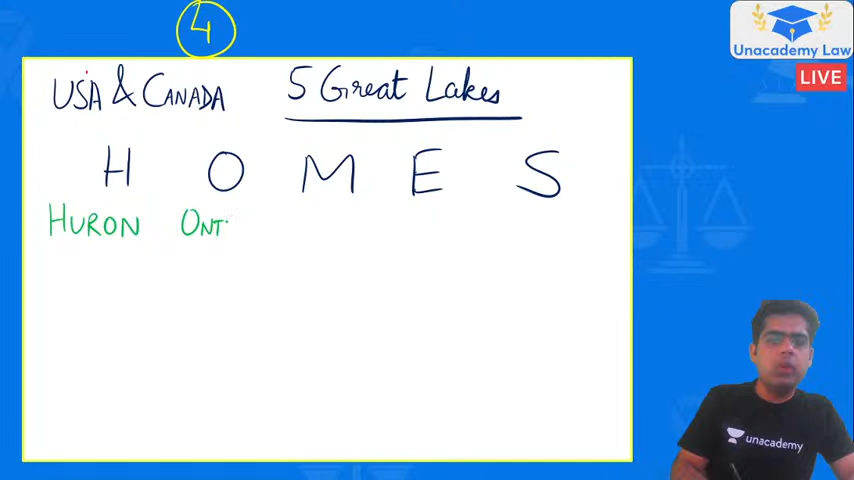 4
Unacademy Law
LIVE
USA & CANADA 5 Great Lakes
H O M E S
HURON ONT
unacademy